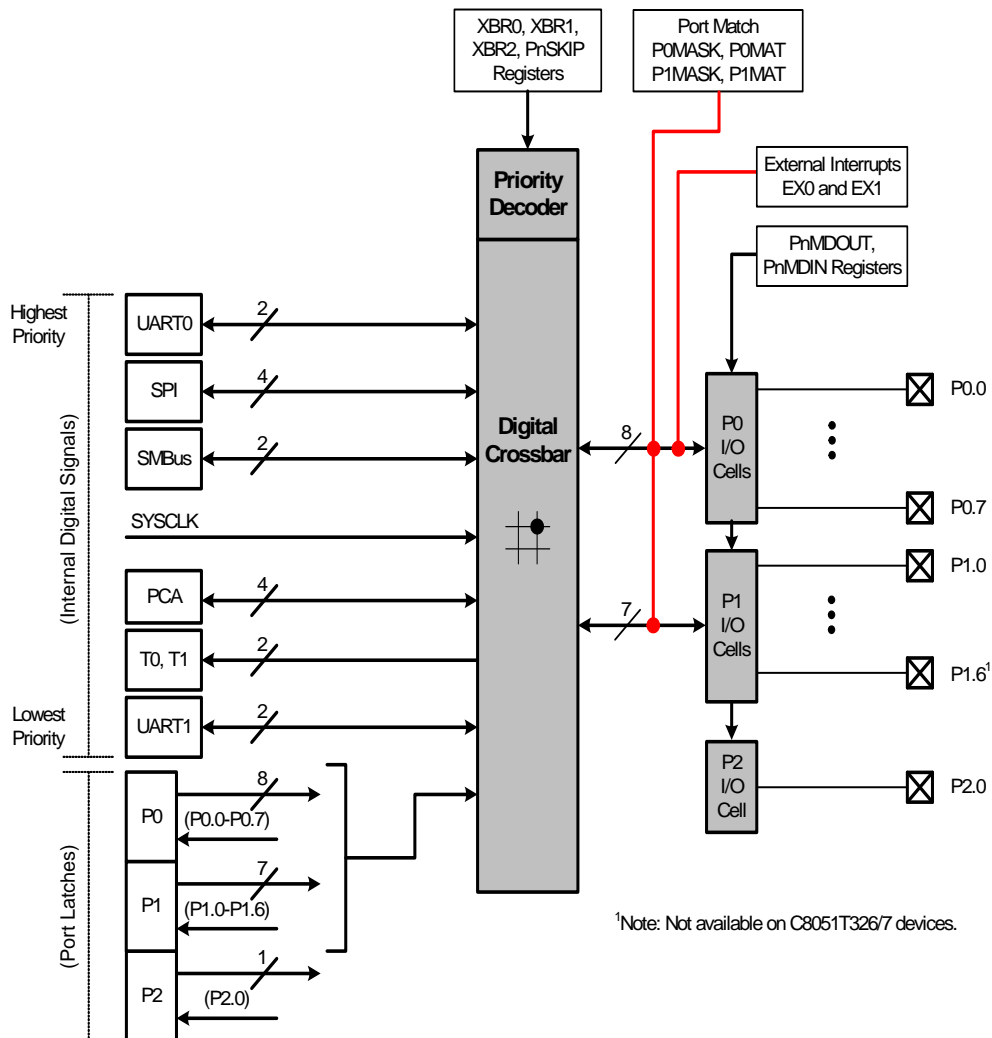 XBR0, XBR1,
XBR2, PnSKIP
Registers
Port Match
P0MASK, P0MAT
P1MASK, P1MAT
External Interrupts
EX0 and EX1
PnMDOUT,
PnMDIN Registers
Priority
Decoder
Digital
Crossbar
Highest
Priority
(Internal Digital Signals)
Lowest
Priority
UART0
2
SPI
4
SMBus
2
SYSCLK
PCA
4
T0, T1
2
UART1
2
(Port Latches)
P0
8
(P0.0-P0.7)
P1
7
(P1.0-P1.6)
P2
1
(P2.0)
8
7
P0
I/O
Cells
P0.0
P0.7
P1
I/O
Cells
P1.0
P1.6¹
P2
I/O
Cell
P2.0
¹Note: Not available on C8051T326/7 devices.